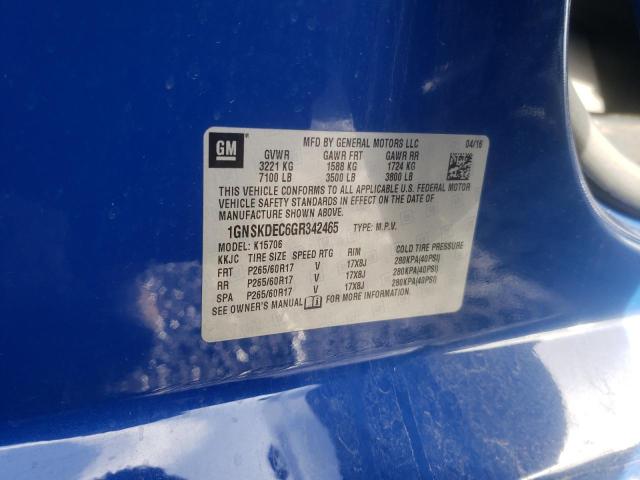 GM
MFD BY GENERAL MOTORS LLC 04/16
GVWR GAWR FRT GAWR RR
3221 KG 1588 KG 1724 KG
7100 LB 3500 LB 3800 LB
THIS VEHICLE CONFORMS TO ALL APPLICABLE U.S. FEDERAL MOTOR
VEHICLE SAFETY STANDARDS IN EFFECT ON THE DATE OF
MANUFACTURE SHOWN ABOVE.
1GNSKDEC6GR342465 TYPE: M.P.V.
MODEL: K15706
KKJC TIRE SIZE SPEED RTG RIM COLD TIRE PRESSURE
FRT P265/60R17 V 17X8J 280KPA(40PSI)
RR P265/60R17 V 17X8J 280KPA(40PSI)
SPA P265/60R17 V 17X8J 280KPA(40PSI)
SEE OWNER'S MANUAL FOR MORE INFORMATION.